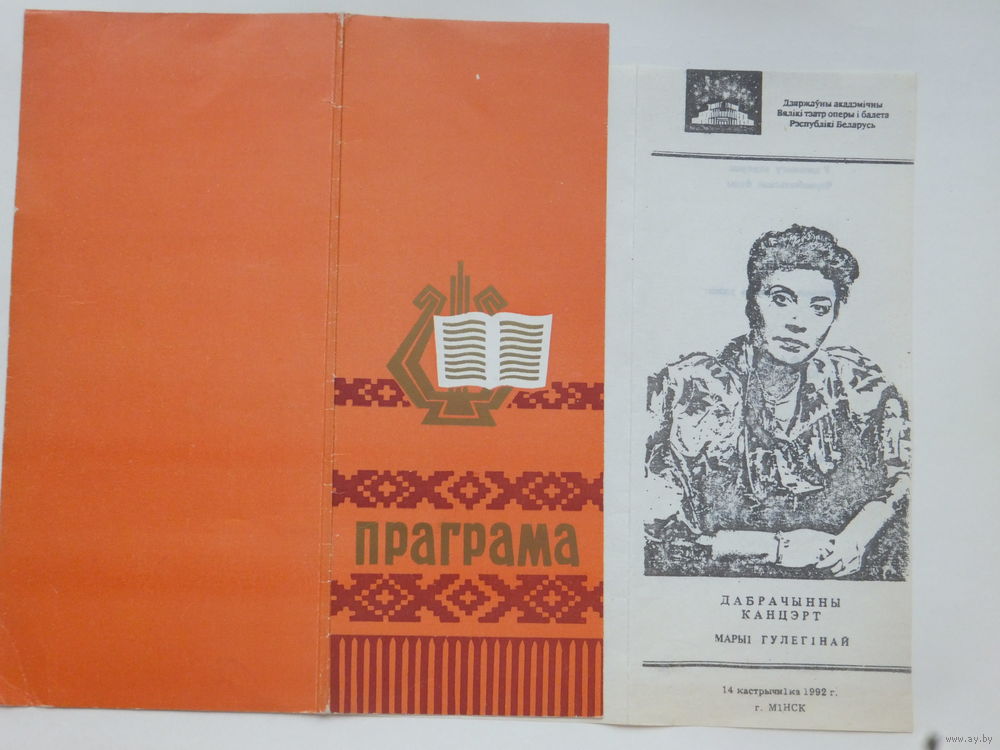 ПРАГРАМА
Дзяржаўны акадэмічны
Вялікі тэатр оперы і балета
Рэспублікі Беларусь
ДАБРАЧЫННЫ
КАНЦЭРТ
МАРЫІ ГУЛЕГІНАЙ
14 кастрычніка 1992 г.
г. МІНСК
www.ay.by